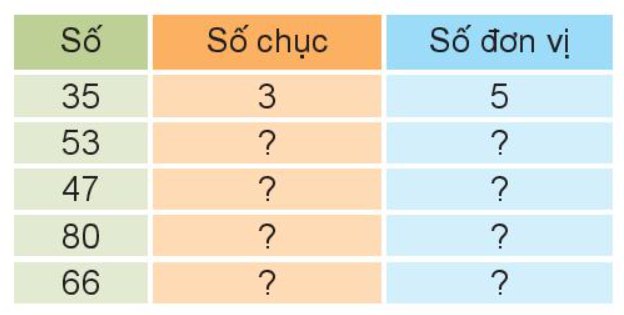 Số Số chục Số đơn vị
35 3 5
53 ? ?
47 ? ?
80 ? ?
66 ? ?